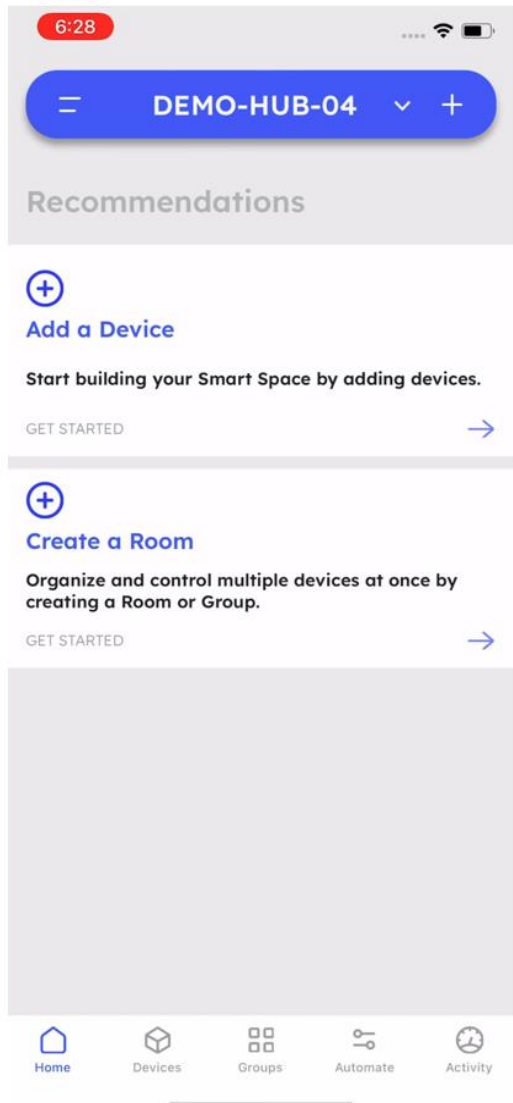 6:28
DEMO-HUB-04
Recommendations
Add a Device
Start building your Smart Space by adding devices.
GET STARTED
Create a Room
Organize and control multiple devices at once by
creating a Room or Group.
GET STARTED
Home Devices Groups Automate Activity